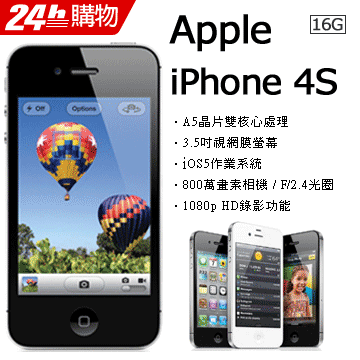 24h購物
16G
Apple
iPhone 4S
・A5晶片雙核心處理
・3.5吋視網膜螢幕
・iOS5作業系統
・800萬畫素相機 / F/2.4光圈
・1080p HD錄影功能
Off
Options